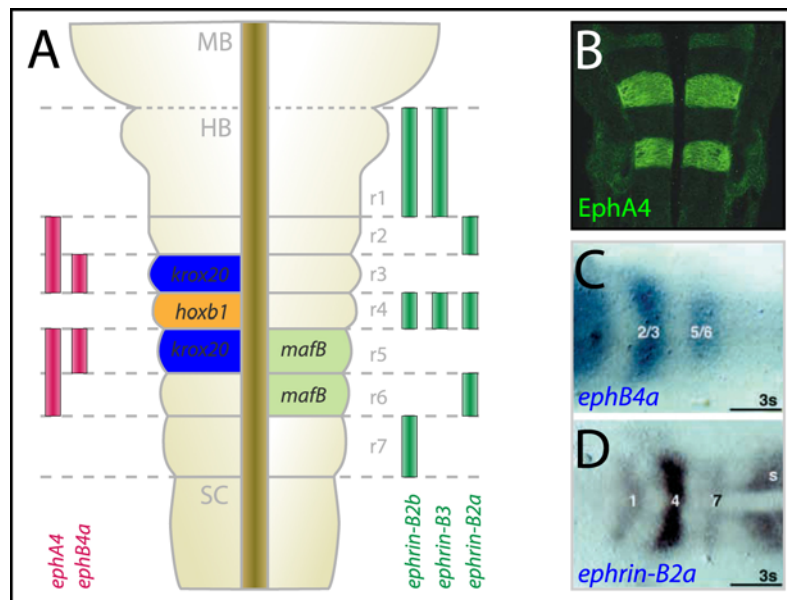 A
MB
HB
r1
r2
r3
r4
r5
r6
r7
SC
krox20
hoxb1
krox20
mafB
mafB
ephA4
ephB4a
ephrin-B2b
ephrin-B3
ephrin-B2a
B
EphA4
C
2/3 5/6
ephB4a
3s
D
1 4 7 s
ephrin-B2a
3s